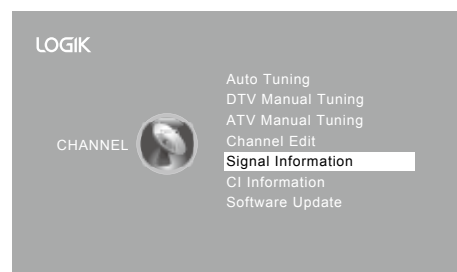 LOGIK
CHANNEL
Auto Tuning
DTV Manual Tuning
ATV Manual Tuning
Channel Edit
Signal Information
CI Information
Software Update